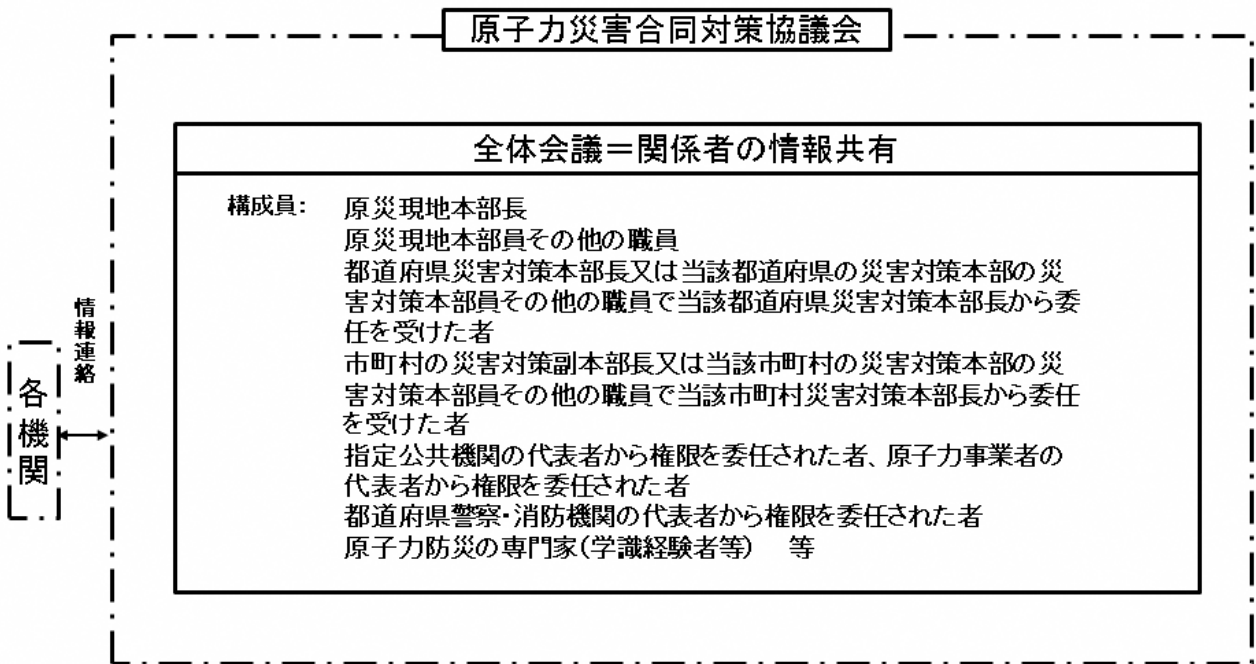 原子力災害合同対策協議会
全体会議＝関係者の情報共有
構成員： 原災現地本部長
原災現地本部員その他の職員
都道府県災害対策本部長又は当該都道府県の災害対策本部の災
害対策本部員その他の職員で当該都道府県災害対策本部長から委
任を受けた者
市町村の災害対策副本部長又は当該市町村の災害対策本部の災
害対策本部員その他の職員で当該市町村災害対策本部長から委任
を受けた者
指定公共機関の代表者から権限を委任された者、原子力事業者の
代表者から権限を委任された者
都道府県警察・消防機関の代表者から権限を委任された者
原子力防災の専門家（学識経験者等）　等
情報連絡
各機関